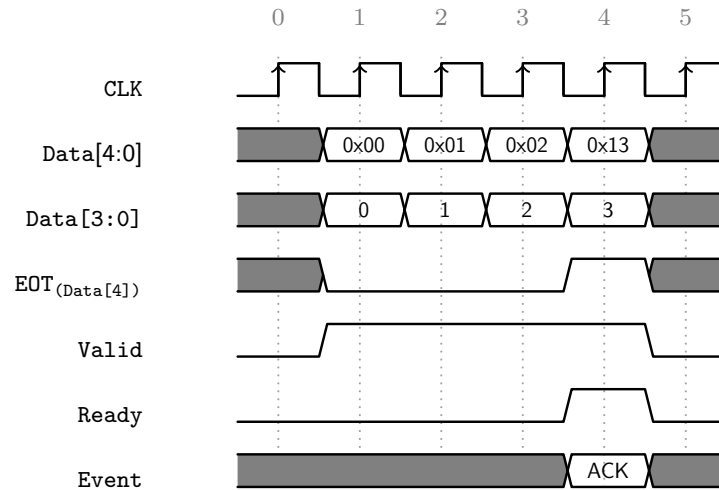 0 1 2 3 4 5
CLK
Data[4:0] 0x00 0x01 0x02 0x13
Data[3:0] 0 1 2 3
EOT(Data[4])
Valid
Ready
Event ACK